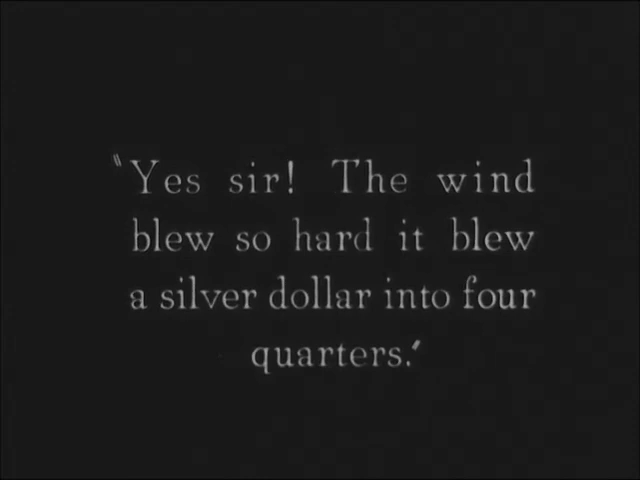 "Yes sir! The wind
blew so hard it blew
a silver dollar into four
quarters."